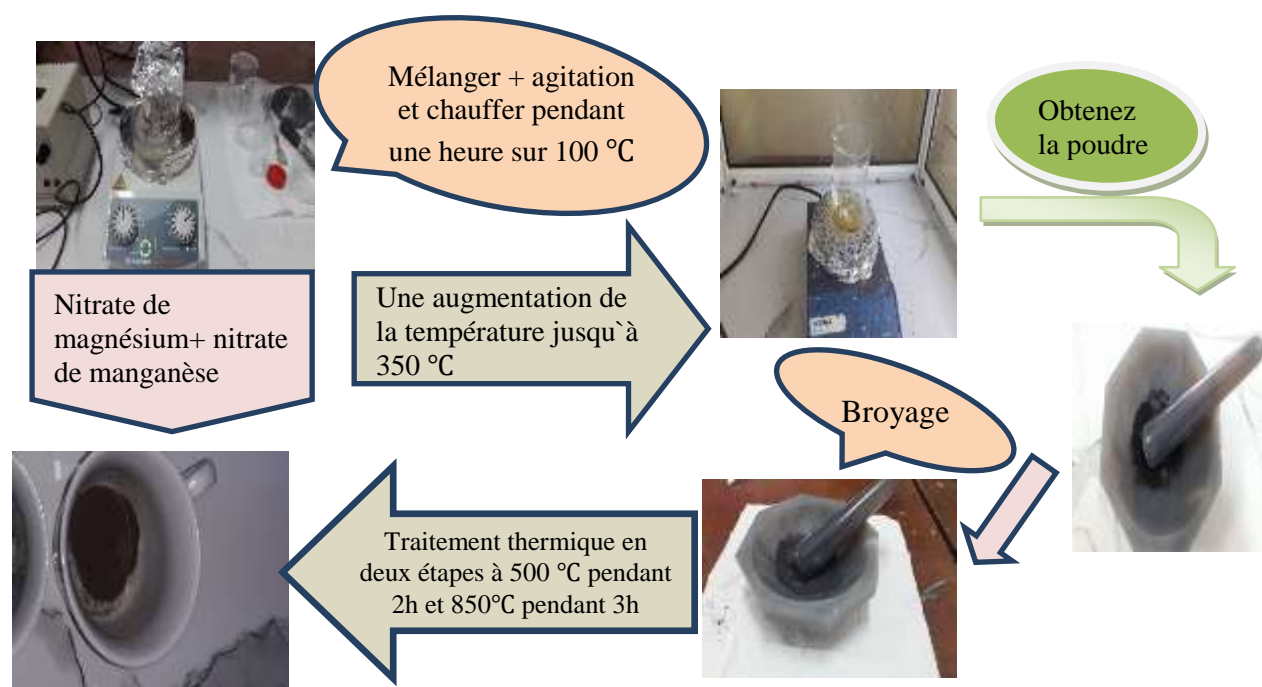 Mélanger + agitation
et chauffer pendant
une heure sur 100 ℃
Obtenez
la poudre
Nitrate de
magnésium+ nitrate
de manganèse
Une augmentation de
la température jusqu`à
350 ℃
Broyage
Traitement thermique en
deux étapes à 500 ℃ pendant
2h et 850℃ pendant 3h